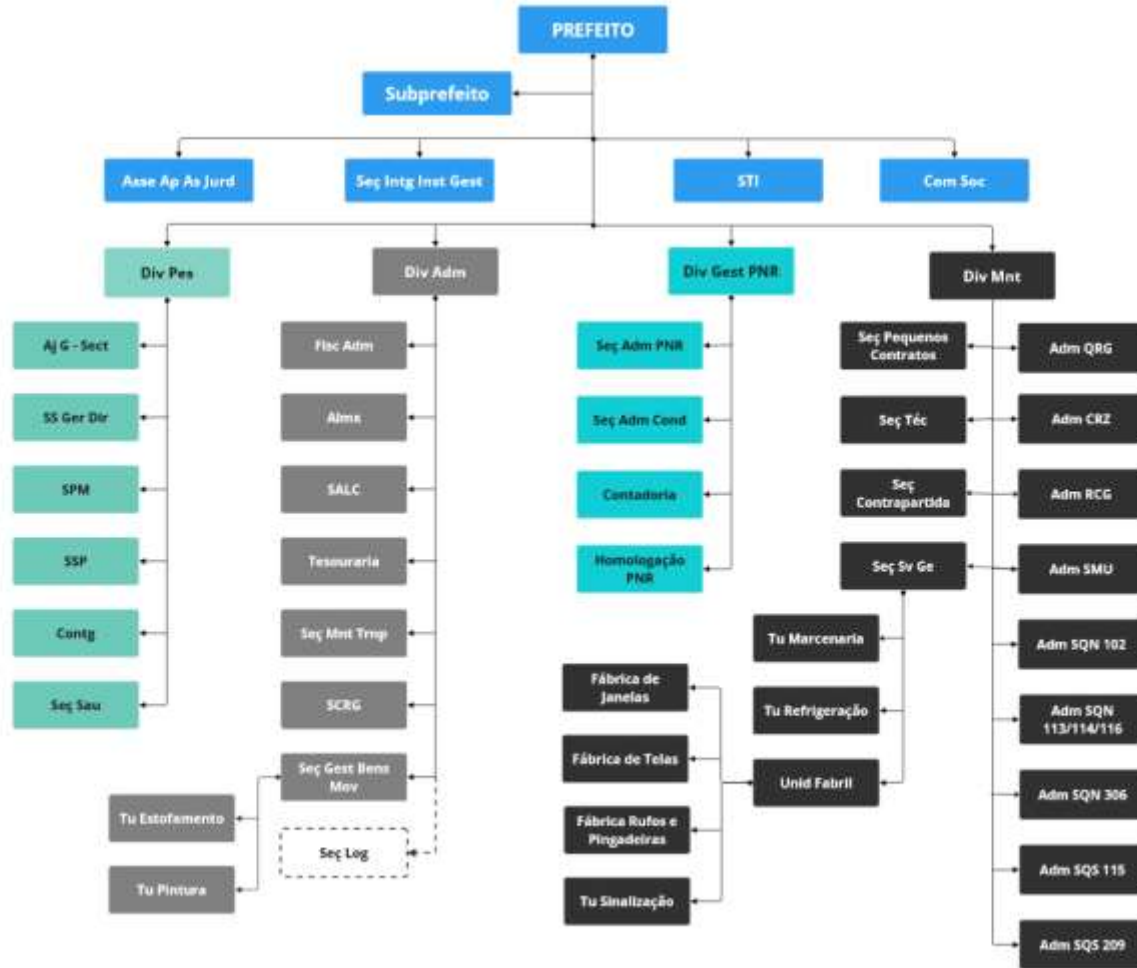 PREFEITO
Subprefeito
Asse Ap As Jurd
Seç Intg Inst Gest
STI
Com Soc
Div Pes
Div Adm
Div Gest PNR
Div Mnt
Aj G - Sect
SS Ger Dir
SPM
SSP
Contg
Seç Sau
Fisc Adm
Almx
SALC
Tesouraria
Seç Mnt Trnp
SCRG
Seç Gest Bens
Mov
Tu Estofamento
Tu Pintura
Seç Log
Seç Adm PNR
Seç Adm Cond
Contadoria
Homologação
PNR
Seç Pequenos
Contratos
Seç Téc
Seç
Contrapartida
Seç Sv Ge
Tu Marcenaria
Tu Refrigeração
Unid Fabril
Fábrica de
Janelas
Fábrica de Telas
Fábrica Rufos e
Pingadeiras
Tu Sinalização
Adm QRG
Adm CRZ
Adm RCG
Adm SMU
Adm SQN 102
Adm SQN
113/114/116
Adm SQN 306
Adm SQS 115
Adm SQS 209